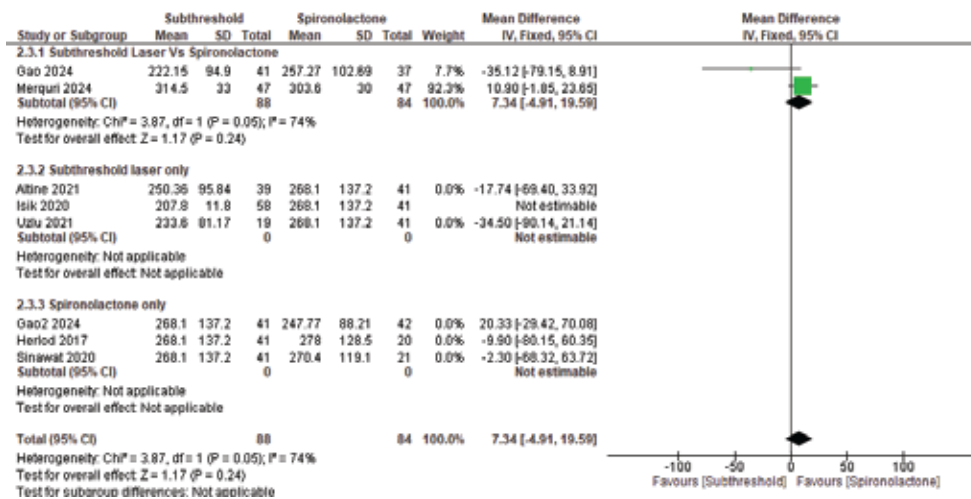 Subthreshold Spironolactone Mean Difference Mean Difference
Study or Subgroup Mean SD Total Mean SD Total Weight IV, Fixed, 95% CI IV, Fixed, 95% CI
2.3.1 Subthreshold Laser Vs Spironolactone
Gao 2024 222.15 94.9 41 257.27 102.69 37 7.7% -35.12 [-79.15, 8.91]
Merquri 2024 314.5 33 47 303.6 30 47 92.3% 10.90 [-1.85, 23.65]
Subtotal (95% CI) 88 84 100.0% 7.34 [-4.91, 19.59]
Heterogeneity: Chi² = 3.87, df = 1 (P = 0.05); I² = 74%
Test for overall effect: Z = 1.17 (P = 0.24)
2.3.2 Subthreshold laser only
Altine 2021 250.36 95.84 39 268.1 137.2 41 0.0% -17.74 [-69.40, 33.92]
Isik 2020 207.8 11.8 58 268.1 137.2 41 Not estimable
Uzlu 2021 233.6 81.17 19 268.1 137.2 41 0.0% -34.50 [-90.14, 21.14]
Subtotal (95% CI) 0 0 Not estimable
Heterogeneity: Not applicable
Test for overall effect: Not applicable
2.3.3 Spironolactone only
Gao2 2024 268.1 137.2 41 247.77 88.21 42 0.0% 20.33 [-29.42, 70.08]
Herlod 2017 268.1 137.2 41 278 128.5 20 0.0% -9.90 [-80.15, 60.35]
Sinawat 2020 268.1 137.2 41 270.4 119.1 21 0.0% -2.30 [-68.32, 63.72]
Subtotal (95% CI) 0 0 Not estimable
Heterogeneity: Not applicable
Test for overall effect: Not applicable
Total (95% CI) 88 84 100.0% 7.34 [-4.91, 19.59]
Heterogeneity: Chi² = 3.87, df = 1 (P = 0.05); I² = 74%
Test for overall effect: Z = 1.17 (P = 0.24)
Test for subgroup differences: Not applicable
-100 -50 0 50 100
Favours [Subthreshold] Favours [Spironolactone]